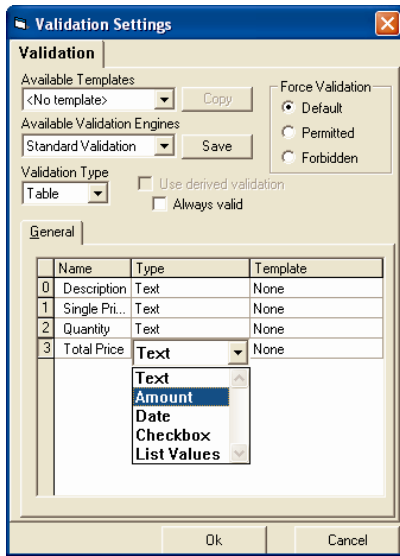 Validation Settings
Validation
Available Templates
<No template>
Copy
Available Validation Engines
Standard Validation
Save
Force Validation
Default
Permitted
Forbidden
Validation Type
Table
Use derived validation
Always valid
General
Name Type Template
0 Description Text None
1 Single Pri... Text None
2 Quantity Text None
3 Total Price Text None
Text
Amount
Date
Checkbox
List Values
Ok Cancel